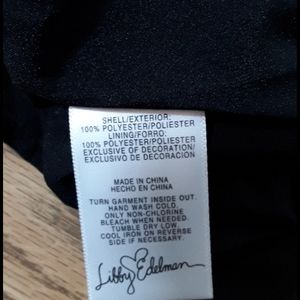 SHELL/EXTERIOR:
100% POLYESTER/POLIESTER
LINING/FORRO:
100% POLYESTER/POLIESTER
EXCLUSIVE OF DECORATION/
EXCLUSIVO DE DECORACION
MADE IN CHINA
HECHO EN CHINA
TURN GARMENT INSIDE OUT.
HAND WASH COLD.
ONLY NON-CHLORINE
BLEACH WHEN NEEDED.
TUMBLE DRY LOW.
COOL IRON ON REVERSE
SIDE IF NECESSARY.
Libby Edelman